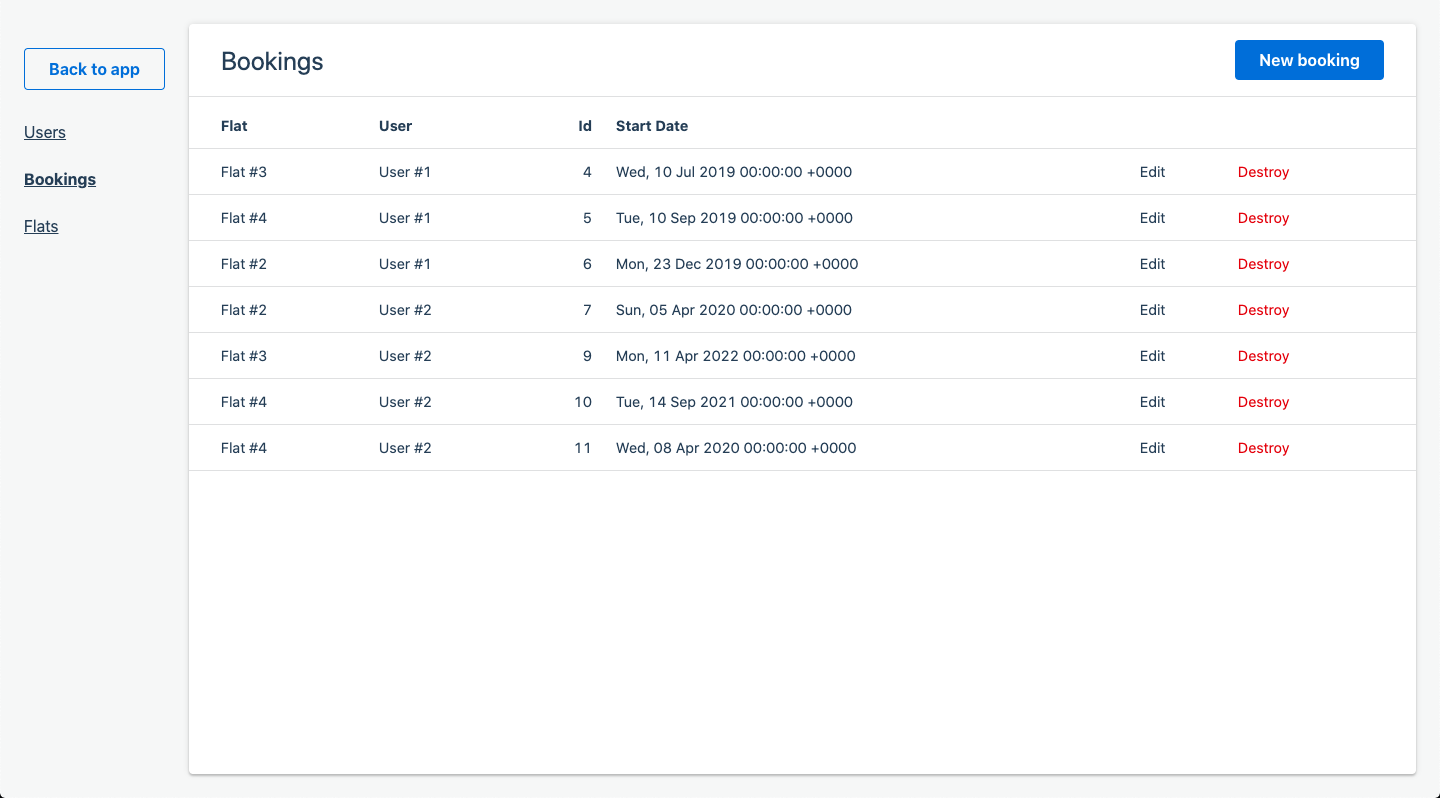 Back to app
Users
Bookings
Flats
Bookings
New booking
Flat User Id Start Date
Flat #3 User #1 4 Wed, 10 Jul 2019 00:00:00 +0000 Edit Destroy
Flat #4 User #1 5 Tue, 10 Sep 2019 00:00:00 +0000 Edit Destroy
Flat #2 User #1 6 Mon, 23 Dec 2019 00:00:00 +0000 Edit Destroy
Flat #2 User #2 7 Sun, 05 Apr 2020 00:00:00 +0000 Edit Destroy
Flat #3 User #2 9 Mon, 11 Apr 2022 00:00:00 +0000 Edit Destroy
Flat #4 User #2 10 Tue, 14 Sep 2021 00:00:00 +0000 Edit Destroy
Flat #4 User #2 11 Wed, 08 Apr 2020 00:00:00 +0000 Edit Destroy